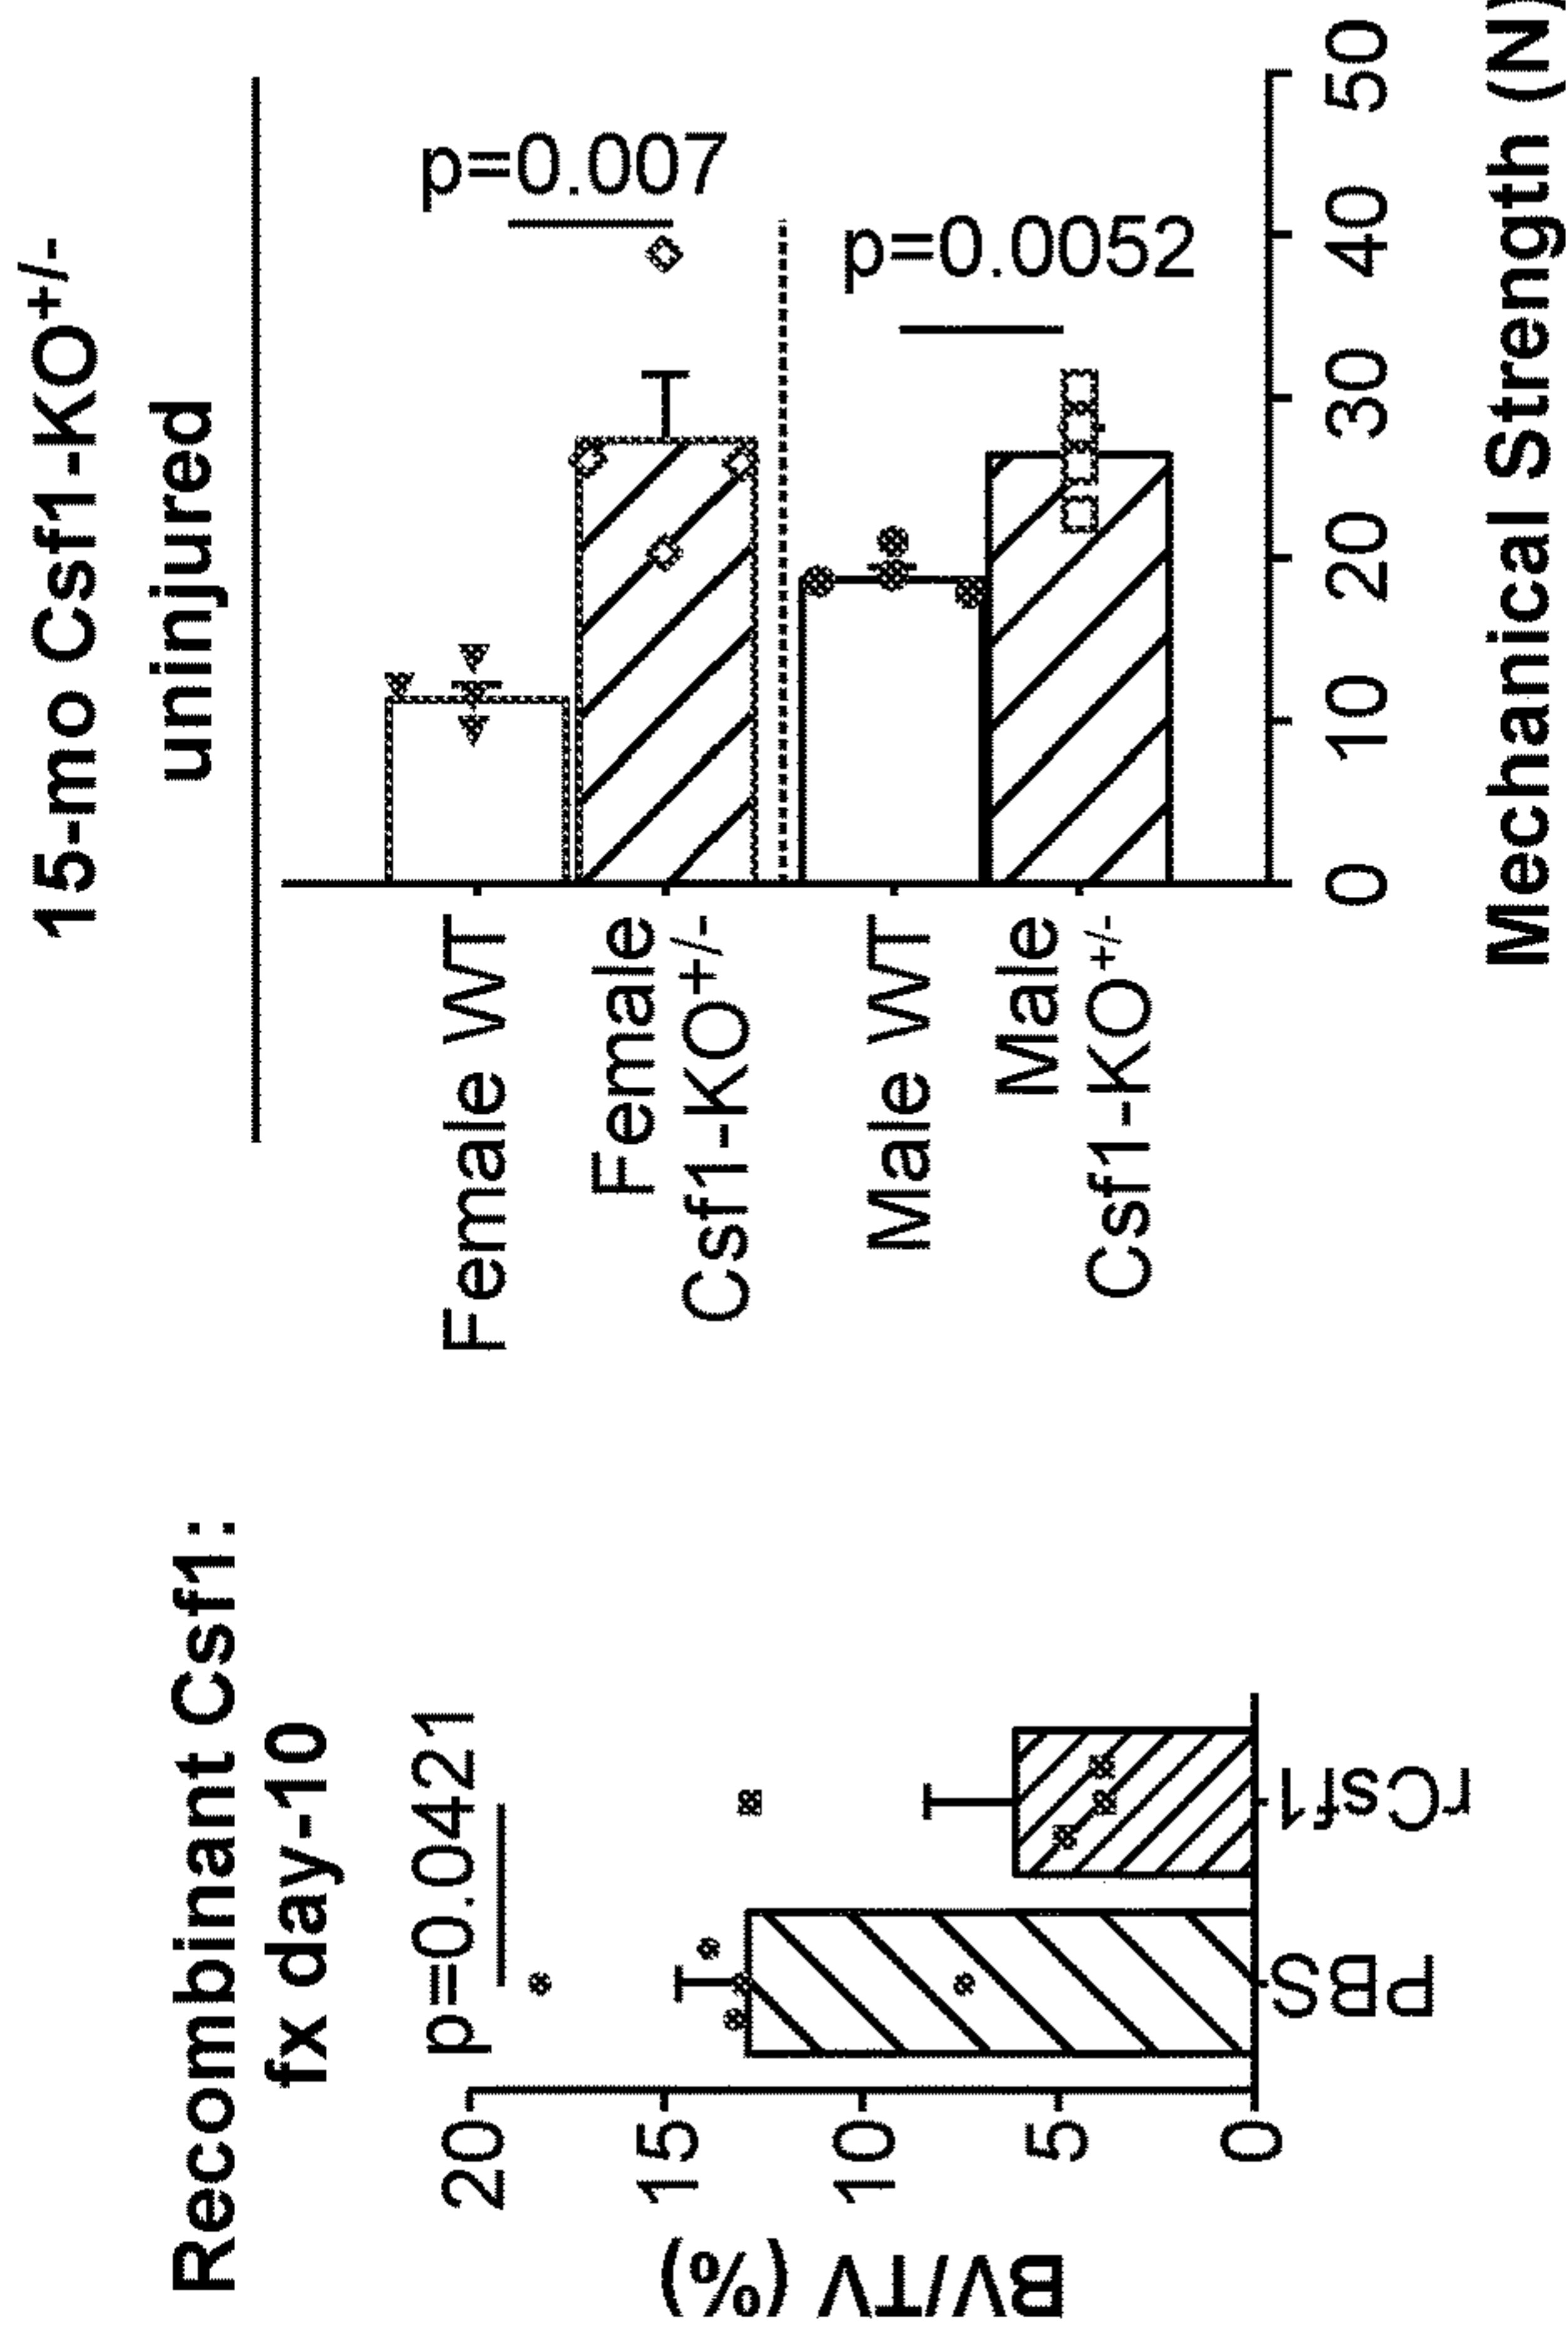 Recombinant Csf1:
fx day-10
p=0.0421
BV/TV (%)
20
15
10
5
0
PBS
rCsf1
15-mo Csf1-KO+/-
uninjured
Female WT
Female
Csf1-KO+/-
Male WT
Male
Csf1-KO+/-
p=0.007
p=0.0052
0
10
20
30
40
50
Mechanical Strength (N)